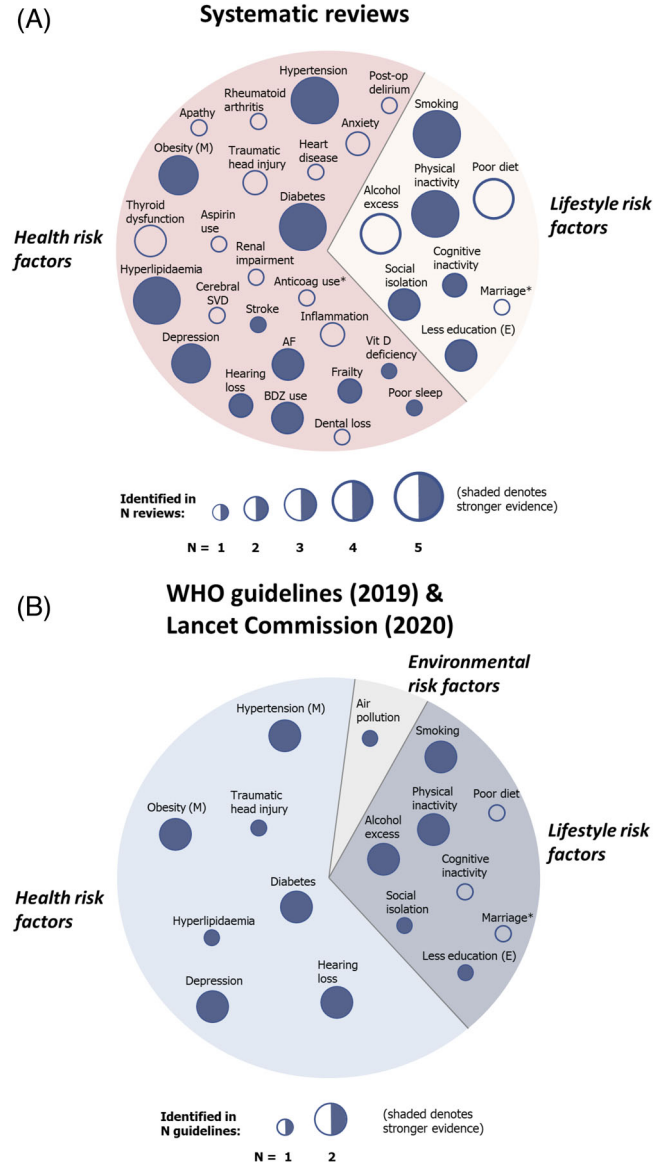 (A)
Systematic reviews
Hypertension
Post-op
delirium
Rheumatoid
arthritis
Apathy
Anxiety
Smoking
Obesity (M)
Traumatic
head injury
Heart
disease
Physical
inactivity
Poor diet
Alcohol
excess
Diabetes
Thyroid
dysfunction
Aspirin
use
Lifestyle risk
factors
Health risk
factors
Renal
impairment
Cognitive
inactivity
Social
isolation
Hyperlipidaemia
Cerebral
SVD
Anticoag use*
Marriage*
Stroke
Inflammation
Less education (E)
Depression
AF
Vit D
deficiency
Hearing
loss
Frailty
BDZ use
Poor sleep
Dental loss
Identified in
N reviews:
(shaded denotes
stronger evidence)
N = 1 2 3 4 5
(B)
WHO guidelines (2019) &
Lancet Commission (2020)
Environmental
risk factors
Hypertension (M)
Air
pollution
Smoking
Obesity (M)
Traumatic
head injury
Physical
inactivity
Poor diet
Alcohol
excess
Lifestyle risk
factors
Cognitive
inactivity
Health risk
factors
Diabetes
Social
isolation
Marriage*
Hyperlipidaemia
Less education (E)
Depression
Hearing
loss
Identified in
N guidelines:
(shaded denotes
stronger evidence)
N = 1 2